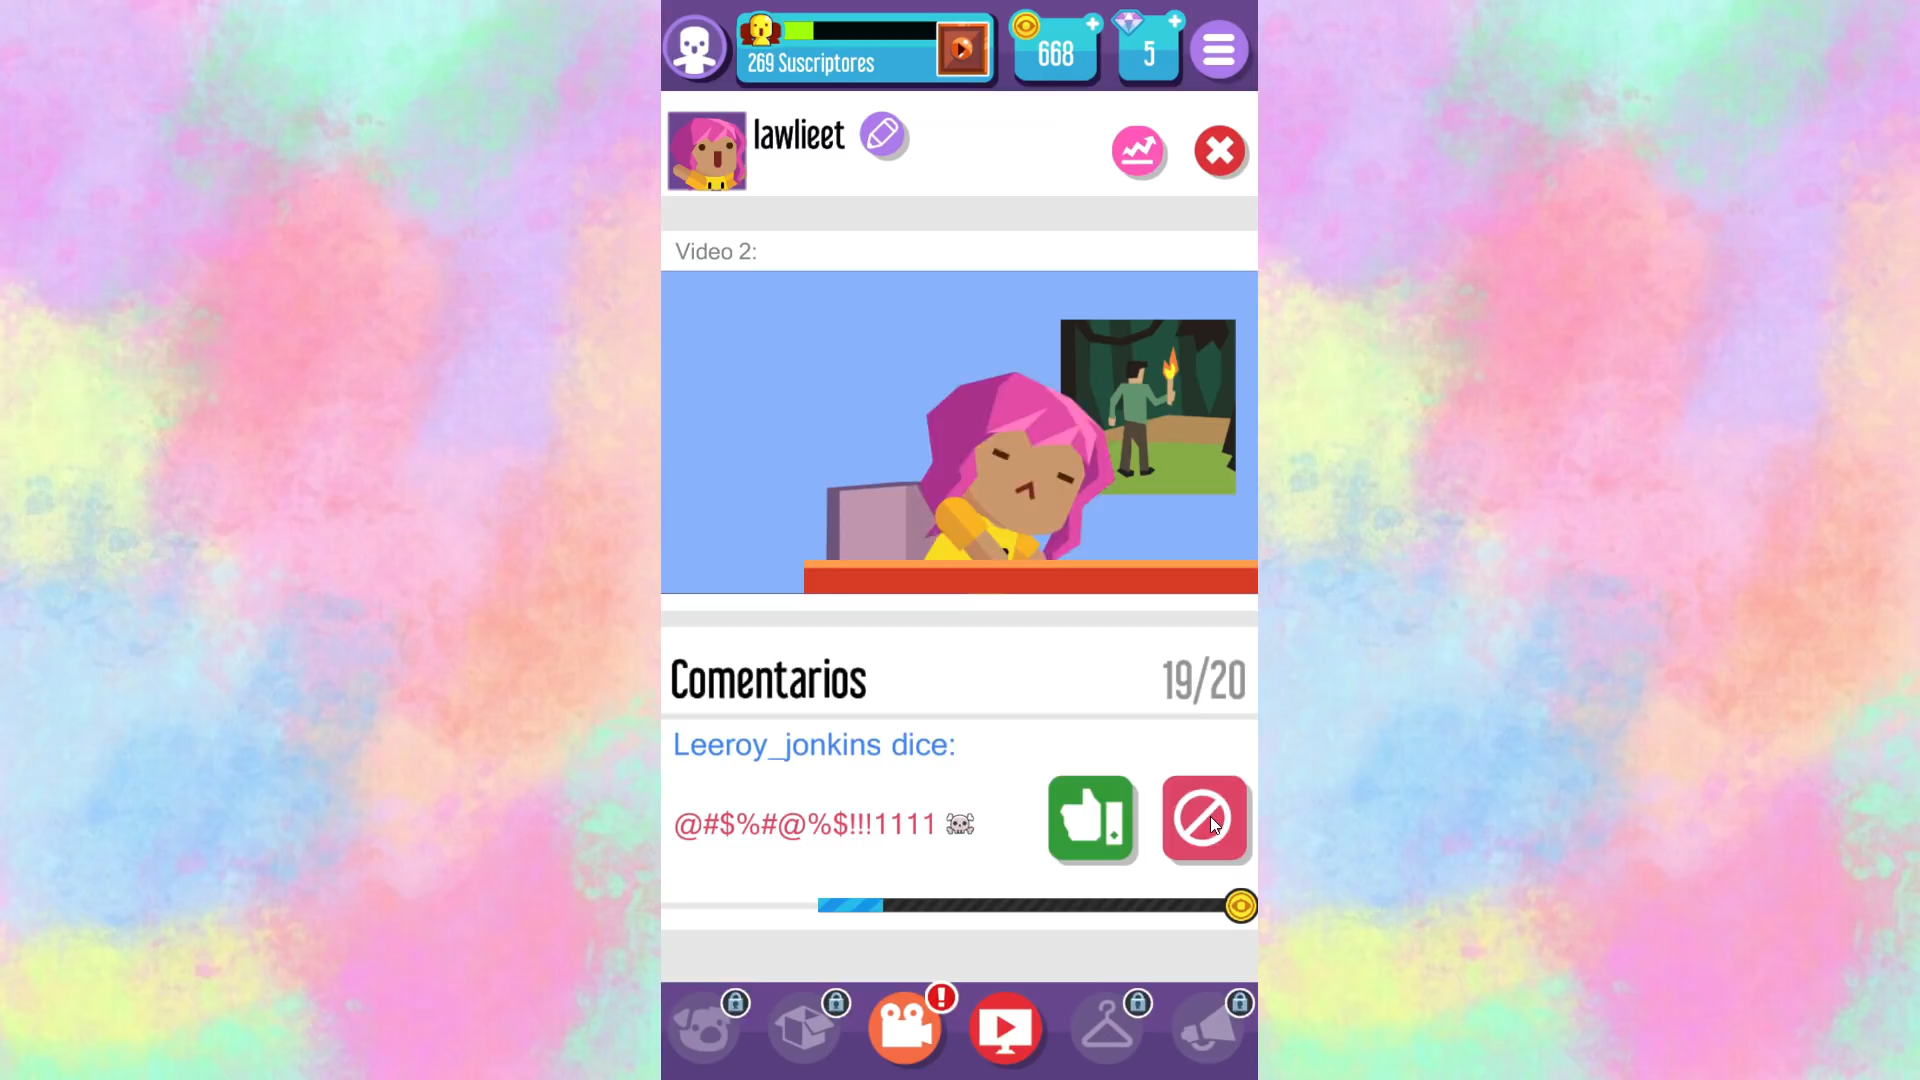 269 Suscriptores
668
5
lawlieet
Video 2:
Comentarios
19/20
Leeroy_jonkins dice:
@#$%#@%$!!!1111 ☠